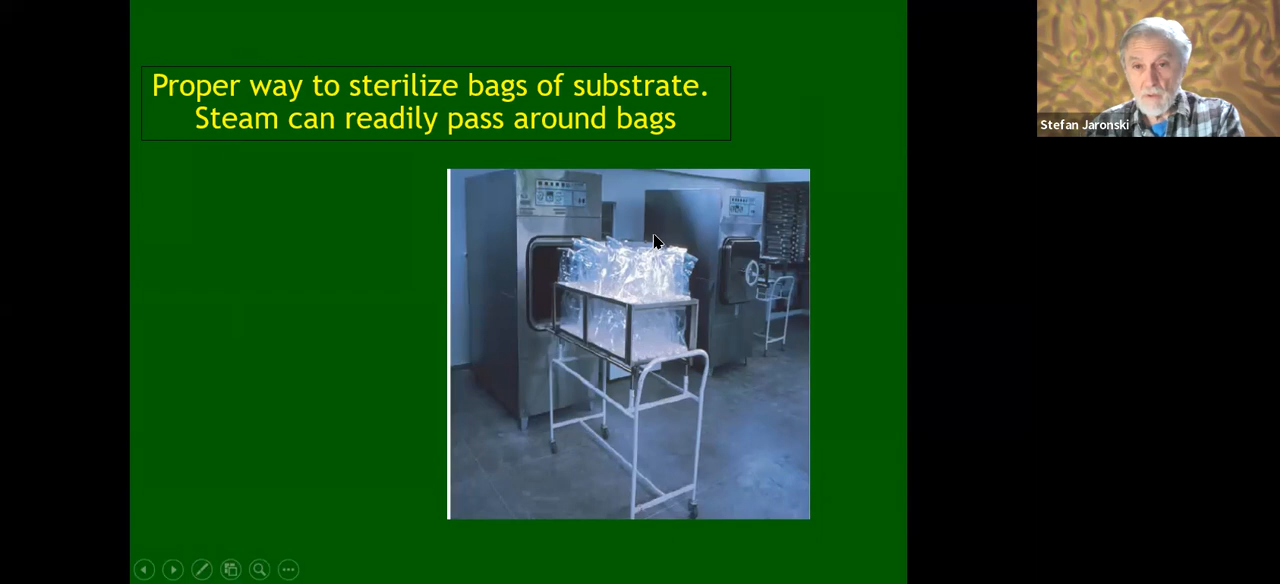 Proper way to sterilize bags of substrate.
Steam can readily pass around bags
Stefan Jaronski